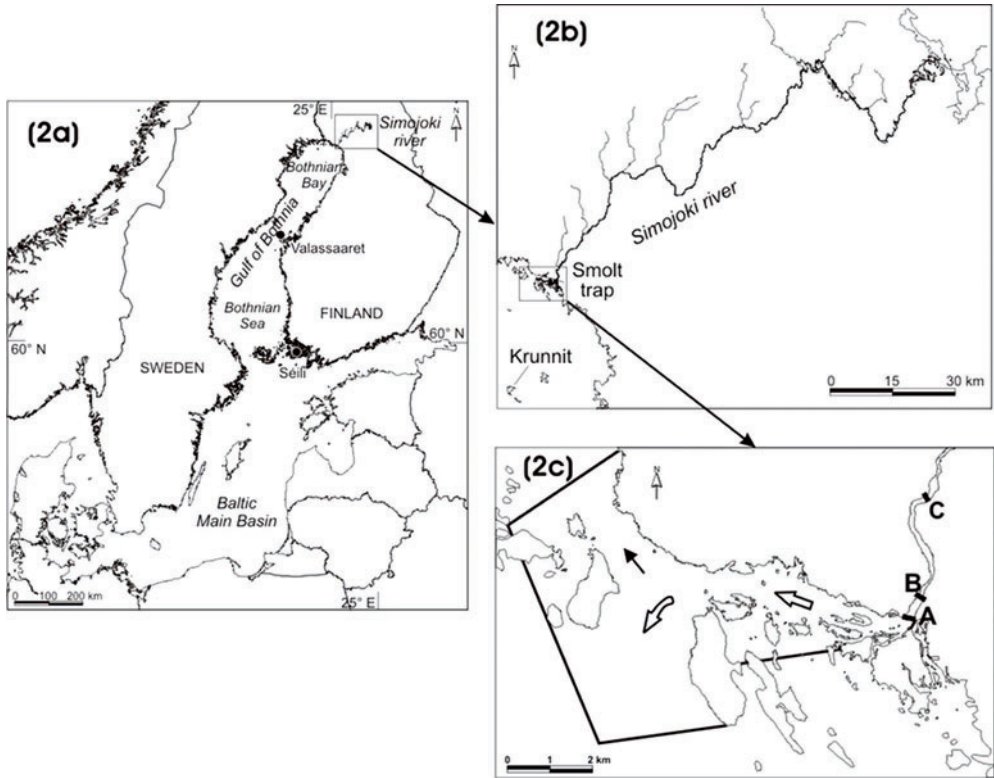 (2a)
25° E
N
Simojoki river
Bothnian
Bay
Gulf of Bothnia
Valassaaret
Bothnian
Sea
FINLAND
60° N
60° N
SWEDEN
Seili
Baltic
Main Basin
0 100 200 km
25° E
(2b)
N
Simojoki river
Smolt
trap
Krunnit
0 15 30 km
(2c)
N
C
B
A
0 1 2 km